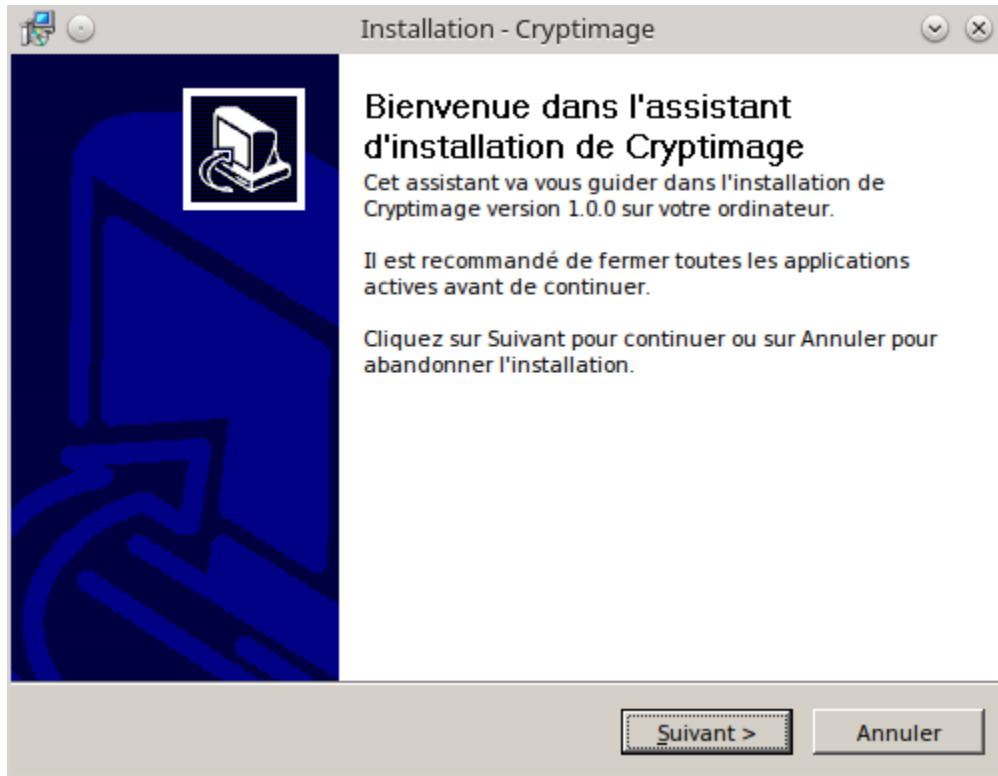 Installation - Cryptimage
Bienvenue dans l'assistant
d'installation de Cryptimage
Cet assistant va vous guider dans l'installation de
Cryptimage version 1.0.0 sur votre ordinateur.
Il est recommandé de fermer toutes les applications
actives avant de continuer.
Cliquez sur Suivant pour continuer ou sur Annuler pour
abandonner l'installation.
Suivant >
Annuler